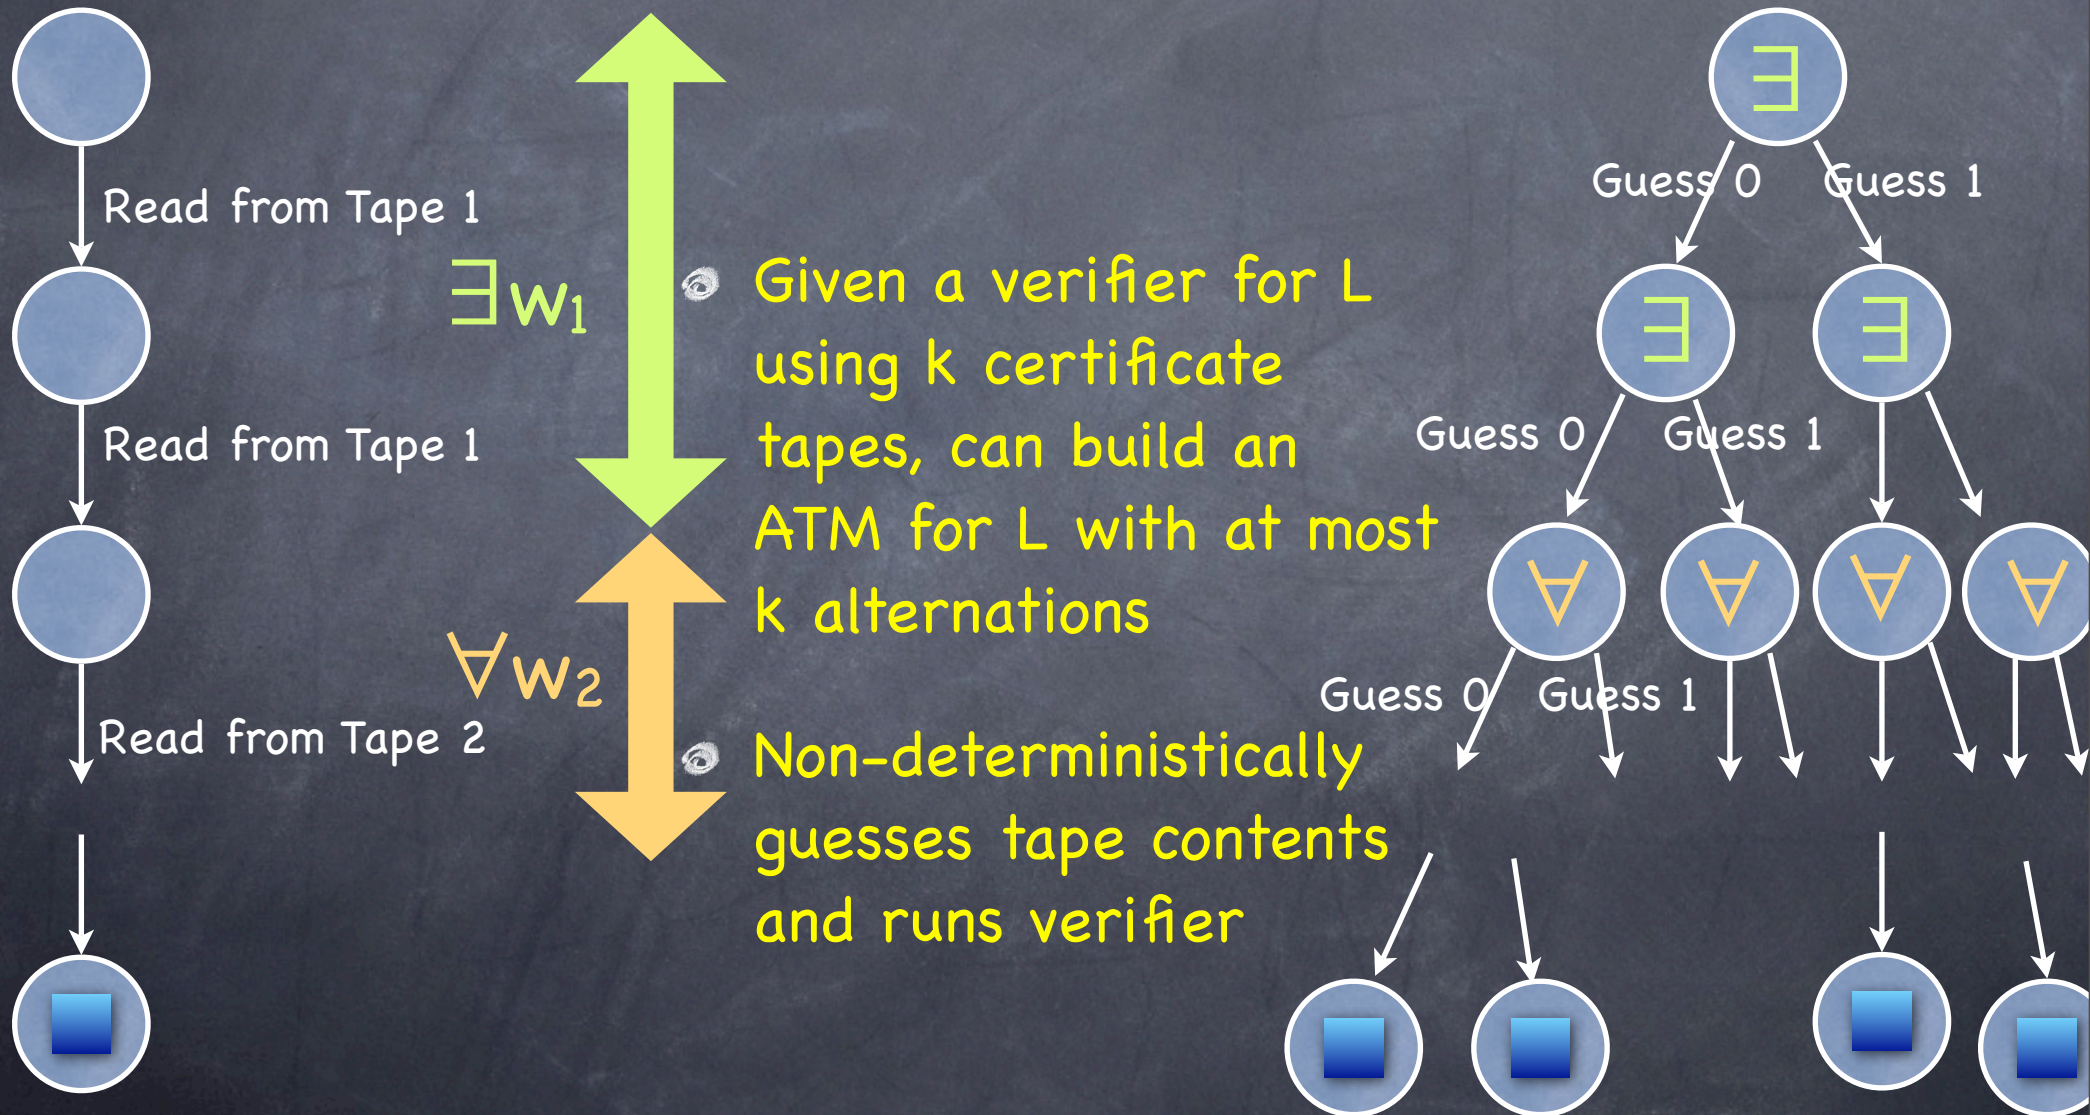 Read from Tape 1
Read from Tape 1
Read from Tape 2
∃w₁
∀w₂
Given a verifier for L
using k certificate
tapes, can build an
ATM for L with at most
k alternations
Non-deterministically
guesses tape contents
and runs verifier
∃
Guess 0 Guess 1
∃ ∃
Guess 0 Guess 1
∀ ∀ ∀ ∀
Guess 0 Guess 1